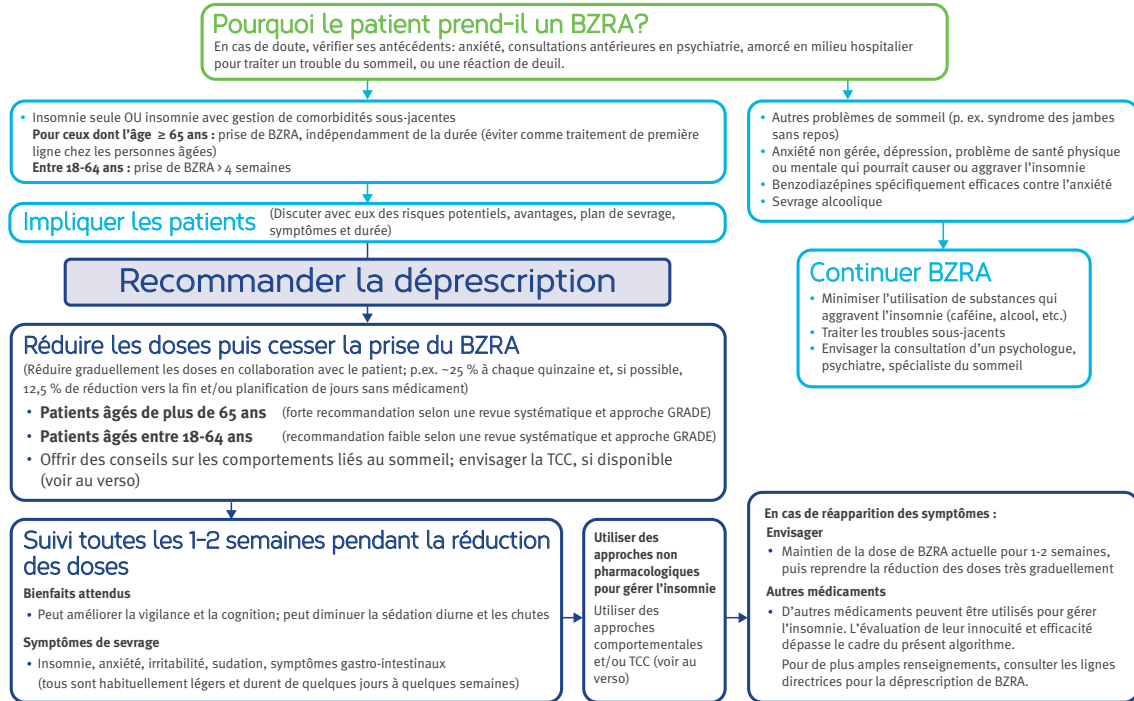 Pourquoi le patient prend-il un BZRA?
En cas de doute, vérifier ses antécédents: anxiété, consultations antérieures en psychiatrie, amorcé en milieu hospitalier
pour traiter un trouble du sommeil, ou une réaction de deuil.
• Insomnie seule OU insomnie avec gestion de comorbidités sous-jacentes
Pour ceux dont l'âge ≥ 65 ans : prise de BZRA, indépendamment de la durée (éviter comme traitement de première
ligne chez les personnes âgées)
Entre 18-64 ans : prise de BZRA > 4 semaines
• Autres problèmes de sommeil (p. ex. syndrome des jambes
sans repos)
• Anxiété non gérée, dépression, problème de santé physique
ou mentale qui pourrait causer ou aggraver l'insomnie
• Benzodiazépines spécifiquement efficaces contre l'anxiété
• Sevrage alcoolique
Impliquer les patients (Discuter avec eux des risques potentiels, avantages, plan de sevrage,
symptômes et durée)
Continuer BZRA
• Minimiser l'utilisation de substances qui
aggravent l'insomnie (caféine, alcool, etc.)
• Traiter les troubles sous-jacents
• Envisager la consultation d'un psychologue,
psychiatre, spécialiste du sommeil
Recommander la déprescription
Réduire les doses puis cesser la prise du BZRA
(Réduire graduellement les doses en collaboration avec le patient; p.ex. ~25 % à chaque quinzaine et, si possible,
12,5 % de réduction vers la fin et/ou planification de jours sans médicament)
• Patients âgés de plus de 65 ans (forte recommandation selon une revue systématique et approche GRADE)
• Patients âgés entre 18-64 ans (recommandation faible selon une revue systématique et approche GRADE)
• Offrir des conseils sur les comportements liés au sommeil; envisager la TCC, si disponible
(voir au verso)
Suivi toutes les 1-2 semaines pendant la réduction
des doses
Bienfaits attendus
• Peut améliorer la vigilance et la cognition; peut diminuer la sédation diurne et les chutes
Symptômes de sevrage
• Insomnie, anxiété, irritabilité, sudation, symptômes gastro-intestinaux
(tous sont habituellement légers et durent de quelques jours à quelques semaines)
Utiliser des
approches non
pharmacologiques
pour gérer l'insomnie
Utiliser des
approches
comportementales
et/ou TCC (voir au
verso)
En cas de réapparition des symptômes :
Envisager
• Maintien de la dose de BZRA actuelle pour 1-2 semaines,
puis reprendre la réduction des doses très graduellement
Autres médicaments
• D'autres médicaments peuvent être utilisés pour gérer
l'insomnie. L'évaluation de leur innocuité et efficacité
dépasse le cadre du présent algorithme.
Pour de plus amples renseignements, consulter les lignes
directrices pour la déprescription de BZRA.